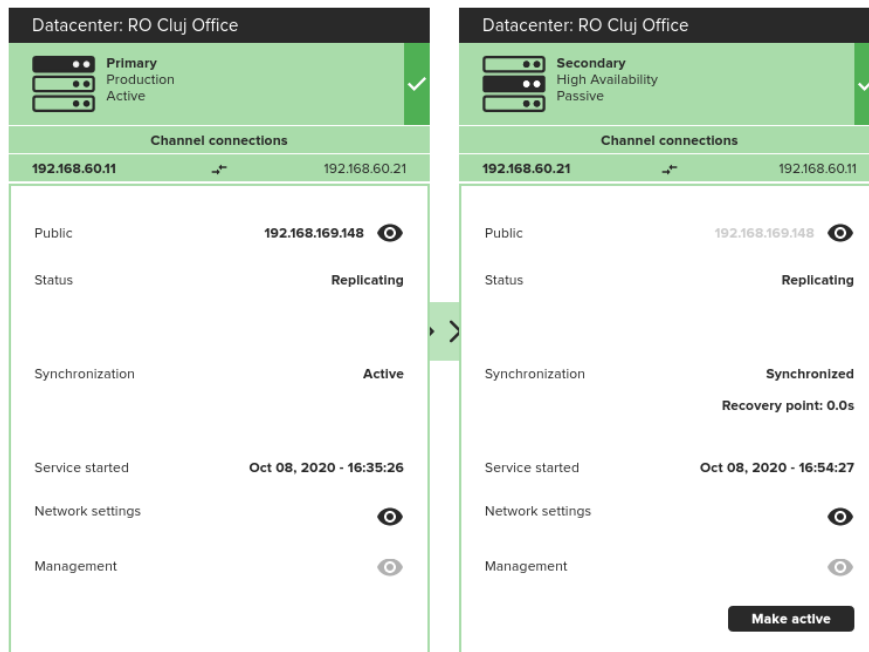 Datacenter: RO Cluj Office
Primary
Production
Active
Channel connections
192.168.60.11 192.168.60.21
Public 192.168.169.148
Status Replicating
Synchronization Active
Service started Oct 08, 2020 - 16:35:26
Network settings
Management
Datacenter: RO Cluj Office
Secondary
High Availability
Passive
Channel connections
192.168.60.21 192.168.60.11
Public 192.168.169.148
Status Replicating
Synchronization Synchronized
Recovery point: 0.0s
Service started Oct 08, 2020 - 16:54:27
Network settings
Management
Make active